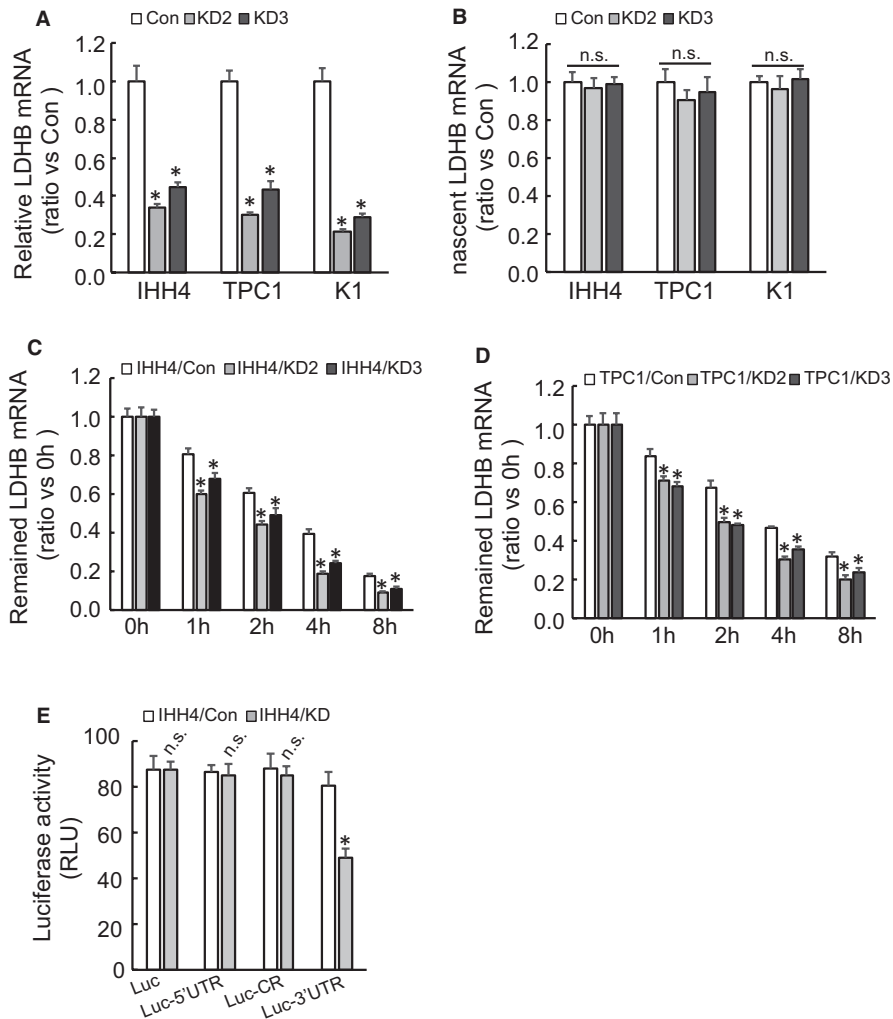 A
Con KD2 KD3
Relative LDHB mRNA
(ratio vs Con)
1.2
1.0
0.8
0.6
0.4
0.2
0.0
* * * * * *
IHH4 TPC1 K1
B
Con KD2 KD3
nascent LDHB mRNA
(ratio vs Con)
1.2
1.0
0.8
0.6
0.4
0.2
0.0
n.s. n.s. n.s.
IHH4 TPC1 K1
C
IHH4/Con IHH4/KD2 IHH4/KD3
Remained LDHB mRNA
(ratio vs 0h )
1.2
1.0
0.8
0.6
0.4
0.2
0.0
* * * * * * * *
0h 1h 2h 4h 8h
D
TPC1/Con TPC1/KD2 TPC1/KD3
Remained LDHB mRNA
(ratio vs 0h )
1.2
1.0
0.8
0.6
0.4
0.2
0.0
* * * * * * * *
0h 1h 2h 4h 8h
E
IHH4/Con IHH4/KD
Luciferase activity
(RLU)
100
80
60
40
20
0
n.s. n.s. n.s. *
Luc Luc-5'UTR Luc-CR Luc-3'UTR